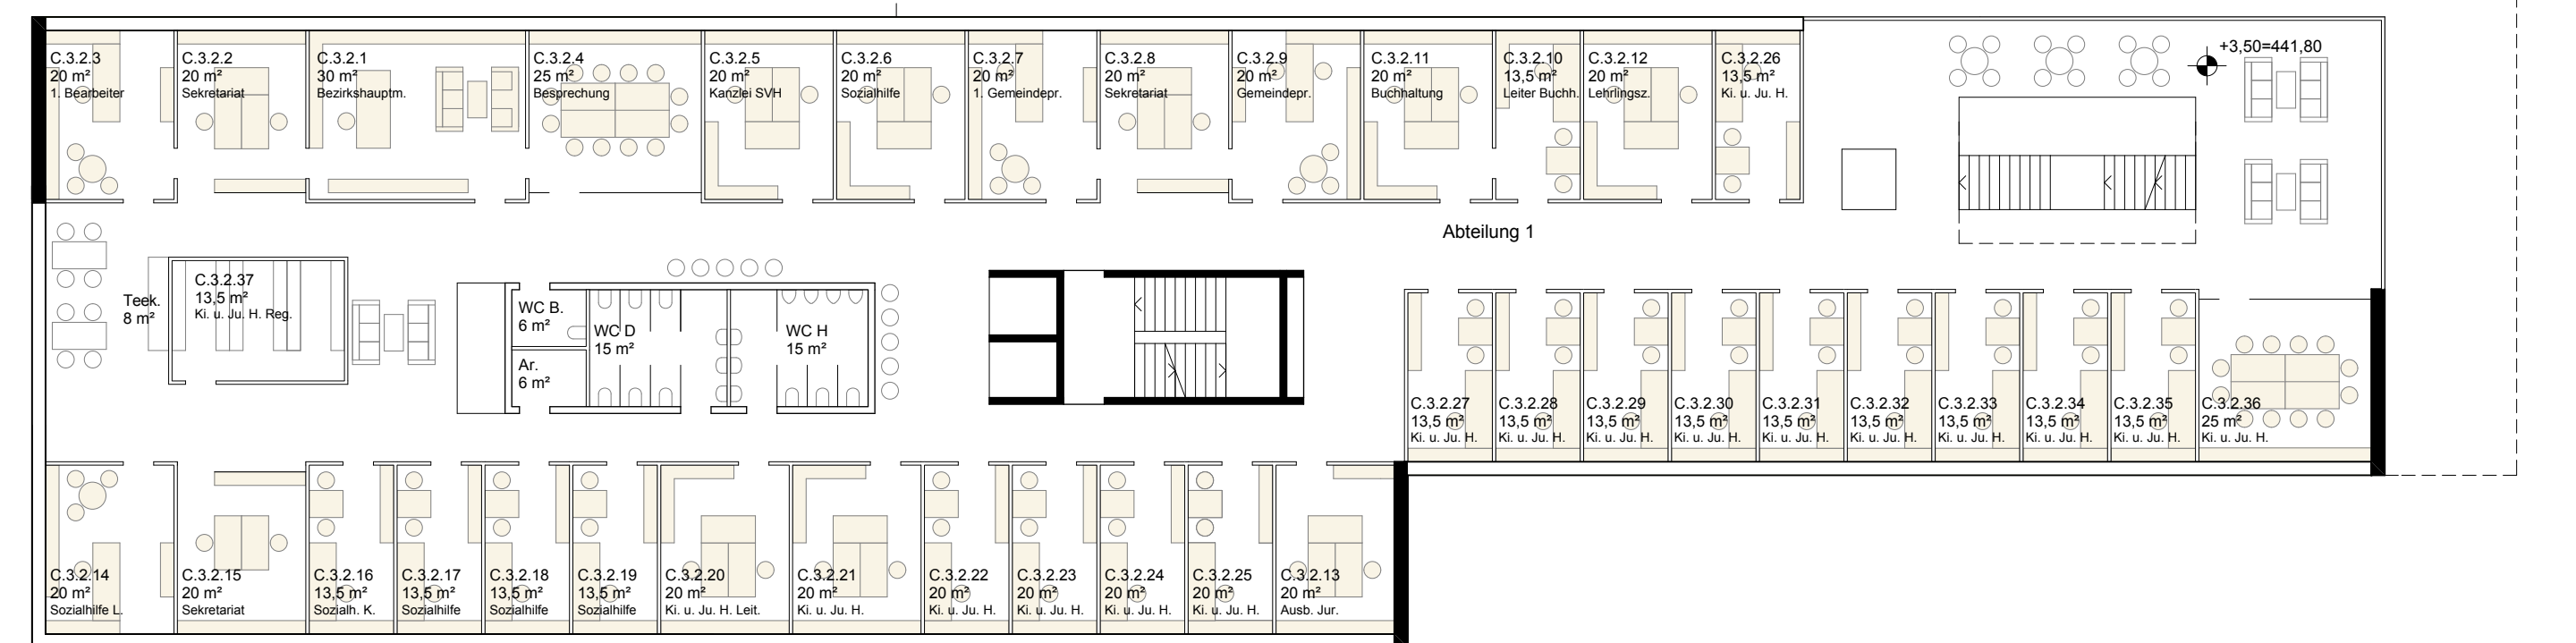 C.3.2.3
20 m²
1. Bearbeiter
C.3.2.2
20 m²
Sekretariat
C.3.2.1
30 m²
Bezirkshauptm.
C.3.2.4
25 m²
Besprechung
C.3.2.5
20 m²
Kanzlei SVH
C.3.2.6
20 m²
Sozialhilfe
C.3.2.7
20 m²
1. Gemeindepr.
C.3.2.8
20 m²
Sekretariat
C.3.2.9
20 m²
Gemeindepr.
C.3.2.11
20 m²
Buchhaltung
C.3.2.10
13,5 m²
Leiter Buchh.
C.3.2.12
20 m²
Lehrlingsz.
C.3.2.26
13,5 m²
Ki. u. Ju. H.
+3,50=441,80
Abteilung 1
Teek.
8 m²
C.3.2.37
13,5 m²
Ki. u. Ju. H. Reg.
WC B.
6 m²
Ar.
6 m²
WC D
15 m²
WC H
15 m²
C.3.2.27
13,5 m²
Ki. u. Ju. H.
C.3.2.28
13,5 m²
Ki. u. Ju. H.
C.3.2.29
13,5 m²
Ki. u. Ju. H.
C.3.2.30
13,5 m²
Ki. u. Ju. H.
C.3.2.31
13,5 m²
Ki. u. Ju. H.
C.3.2.32
13,5 m²
Ki. u. Ju. H.
C.3.2.33
13,5 m²
Ki. u. Ju. H.
C.3.2.34
13,5 m²
Ki. u. Ju. H.
C.3.2.35
13,5 m²
Ki. u. Ju. H.
C.3.2.36
25 m²
Ki. u. Ju. H.
C.3.2.14
20 m²
Sozialhilfe L.
C.3.2.15
20 m²
Sekretariat
C.3.2.16
13,5 m²
Sozialh. K.
C.3.2.17
13,5 m²
Sozialhilfe
C.3.2.18
13,5 m²
Sozialhilfe
C.3.2.19
13,5 m²
Sozialhilfe
C.3.2.20
20 m²
Ki. u. Ju. H. Leit.
C.3.2.21
20 m²
Ki. u. Ju. H.
C.3.2.22
20 m²
Ki. u. Ju. H.
C.3.2.23
20 m²
Ki. u. Ju. H.
C.3.2.24
20 m²
Ki. u. Ju. H.
C.3.2.25
20 m²
Ki. u. Ju. H.
C.3.2.13
20 m²
Ausb. Jur.